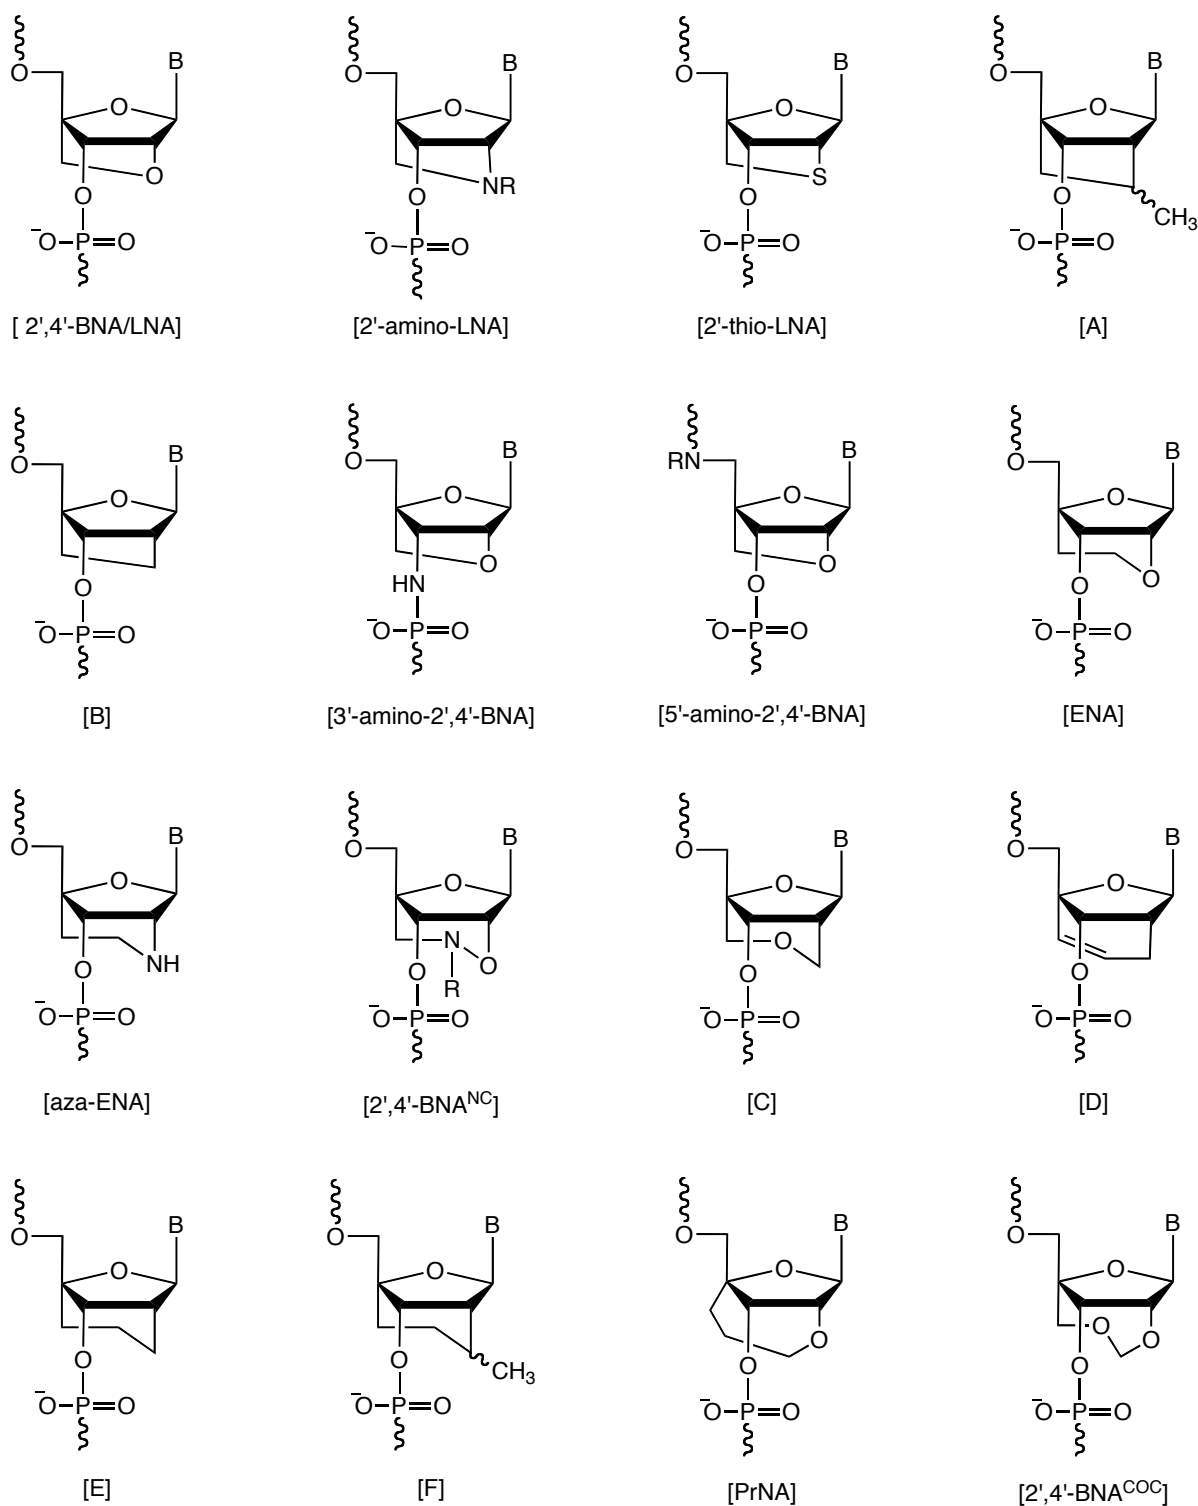 B B B B
O O O O
O O O O
O NR S
O O O O CH₃
⁻O–P=O ⁻O–P=O ⁻O–P=O ⁻O–P=O
[ 2',4'-BNA/LNA] [2'-amino-LNA] [2'-thio-LNA] [A]
B B B B
O O RN O
O O O O
O O O
O HN O O
⁻O–P=O ⁻O–P=O ⁻O–P=O ⁻O–P=O
[B] [3'-amino-2',4'-BNA] [5'-amino-2',4'-BNA] [ENA]
B B B B
O O O O
O O O O
N O
O NH O R O O O
⁻O–P=O ⁻O–P=O ⁻O–P=O ⁻O–P=O
[aza-ENA] [2',4'-BNAᴺꟲ] [C] [D]
B B B B
O O O O
O O O O
O O O
O O CH₃ O O
⁻O–P=O ⁻O–P=O ⁻O–P=O ⁻O–P=O
[E] [F] [PrNA] [2',4'-BNAꟲᴼꟲ]